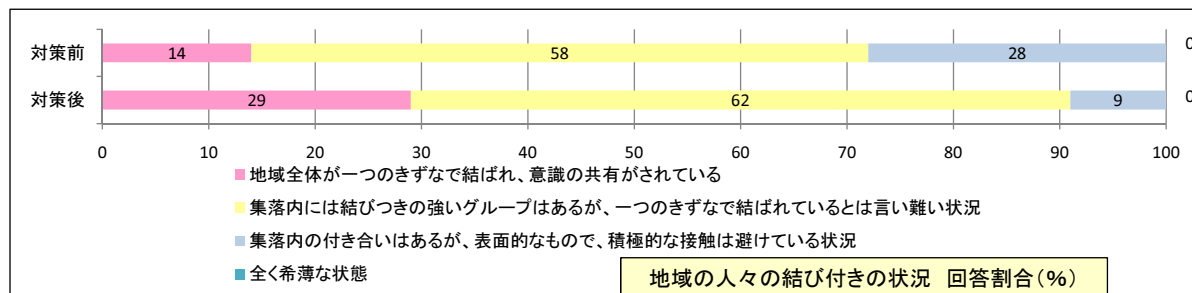 対策前 14 58 28 0
対策後 29 62 9 0
0 10 20 30 40 50 60 70 80 90 100
地域全体が一つのきずなで結ばれ、意識の共有がされている
集落内には結びつきの強いグループはあるが、一つのきずなで結ばれているとは言い難い状況
集落内の付き合いはあるが、表面的なもので、積極的な接触は避けている状況
全く希薄な状態
地域の人々の結び付きの状況 回答割合(%)